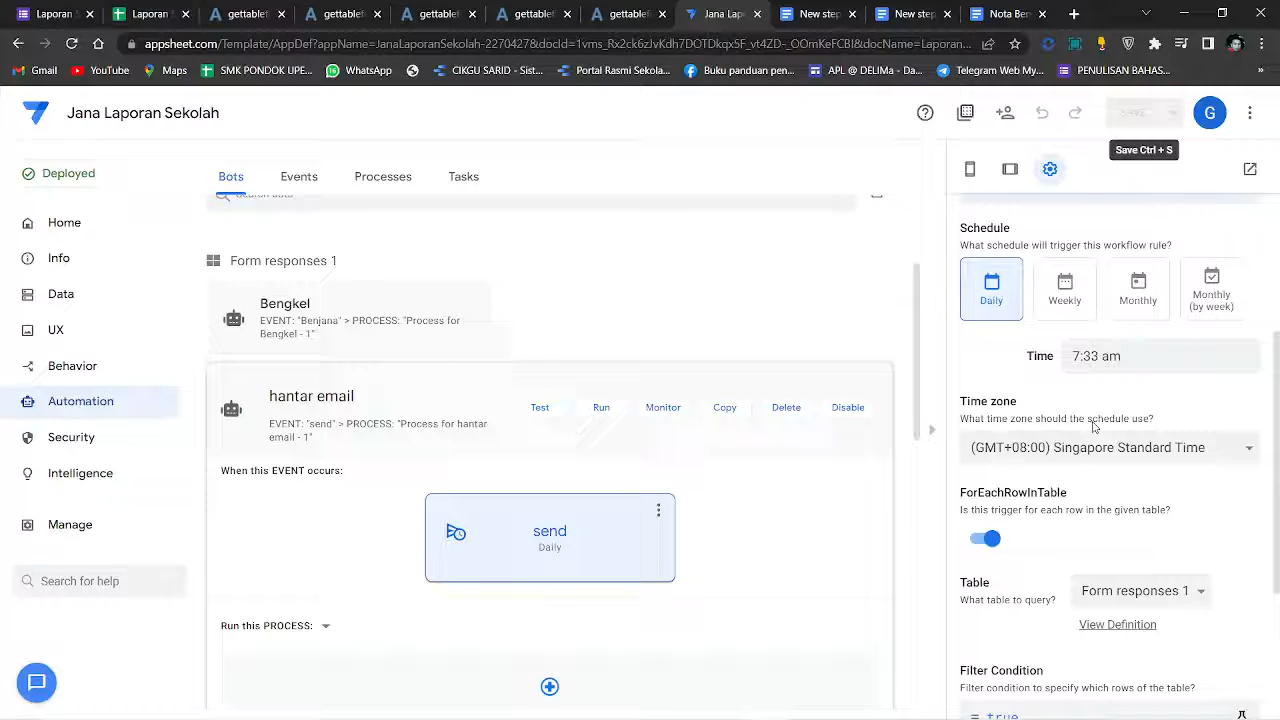 Laporan S
Laporan S
gettable
gettableF
gettableF
gettableF
gettableF
Jana Lapo
New step
New step
Nota Ben
appsheet.com/Template/AppDef?appName=JanaLaporanSekolah-2270427&docId=1vms_Rx2ck6zJvKdh7DOTDkqx5F_yt4ZD-_OOmKeFCBI&docName=Laporan...
Gmail
YouTube
Maps
SMK PONDOK UPE...
WhatsApp
CIKGU SARID - Sist...
Portal Rasmi Sekola...
Buku panduan pen...
APL @ DELIMa - Da...
Telegram Web My...
PENULISAN BAHAS...
»
Jana Laporan Sekolah
G
Save Ctrl + S
Deployed
Bots
Events
Processes
Tasks
Home
Info
Data
UX
Behavior
Automation
Security
Intelligence
Manage
Search for help
Form responses 1
Bengkel
EVENT: "Benjana" > PROCESS: "Process for
Bengkel - 1"
hantar email
EVENT: "send" > PROCESS: "Process for hantar
email - 1"
Test
Run
Monitor
Copy
Delete
Disable
When this EVENT occurs:
send
Daily
Run this PROCESS:
Schedule
What schedule will trigger this workflow rule?
Daily
Weekly
Monthly
Monthly
(by week)
Time
7:33 am
Time zone
What time zone should the schedule use?
(GMT+08:00) Singapore Standard Time
ForEachRowInTable
Is this trigger for each row in the given table?
Table
What table to query?
Form responses 1
View Definition
Filter Condition
Filter condition to specify which rows of the table?
= true